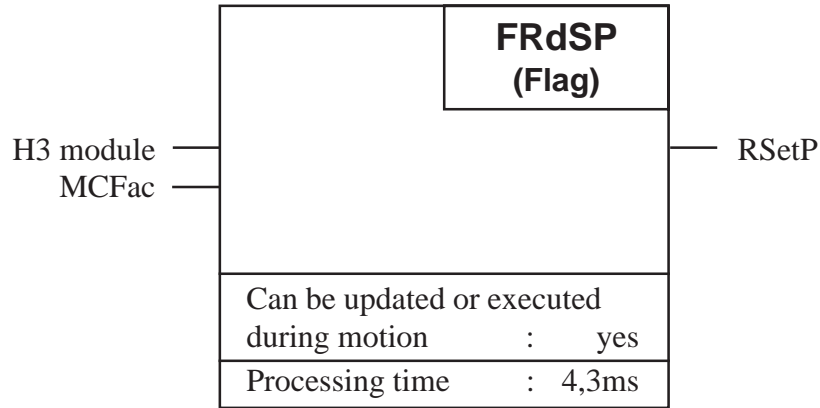 FRdSP
(Flag)
H3 module
RSetP
MCFac
Can be updated or executed
during motion : yes
Processing time : 4,3ms